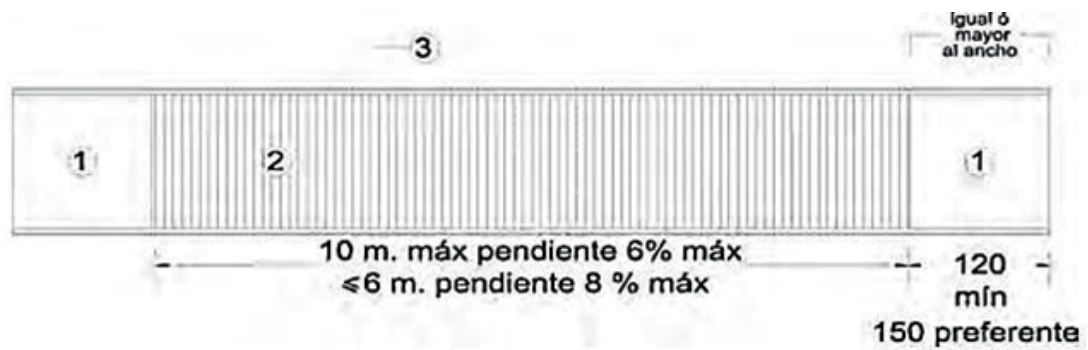 igual ó
mayor
al ancho
3
1
2
1
10 m. máx pendiente 6% máx
≤6 m. pendiente 8 % máx
120
mín
150 preferente